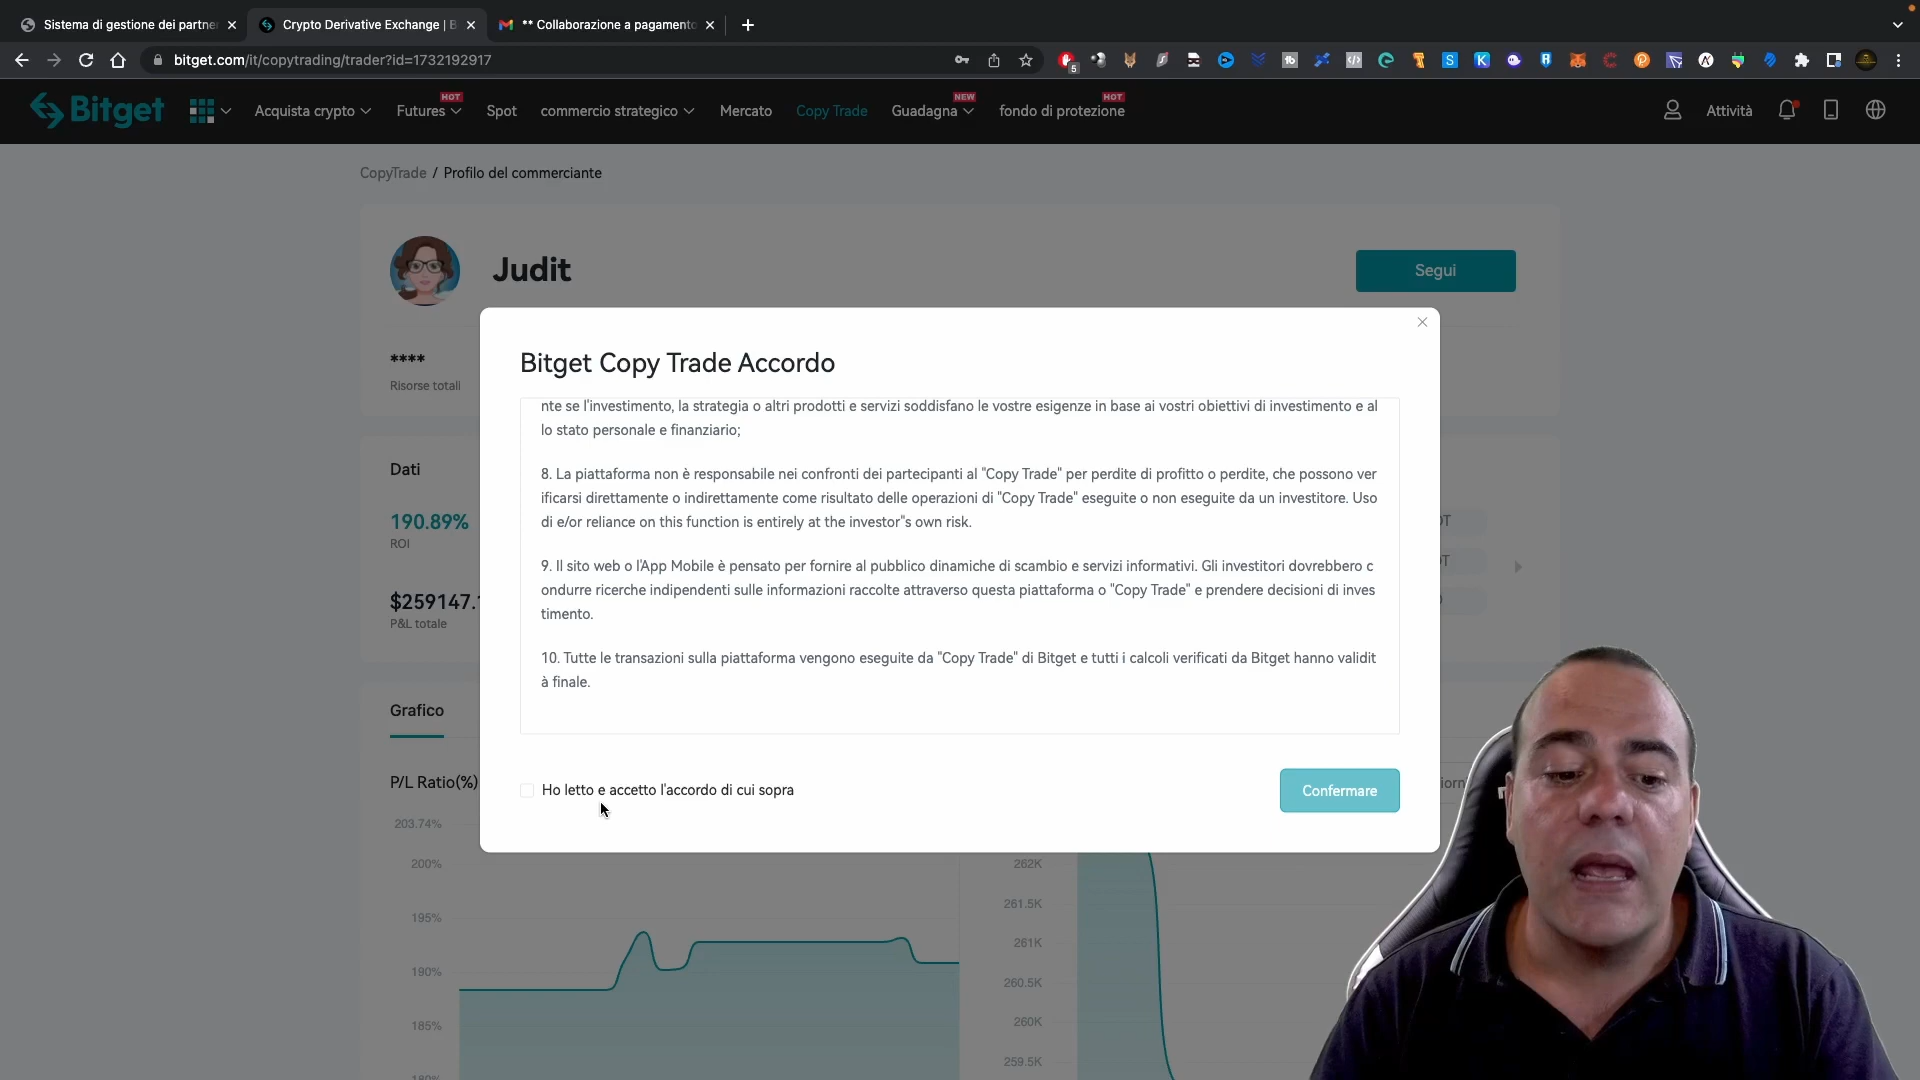 Sistema di gestione dei partner
Crypto Derivative Exchange | B
** Collaborazione a pagamento
bitget.com/it/copytrading/trader?id=1732192917
5
Bitget
Acquista crypto
Futures
HOT
Spot
commercio strategico
Mercato
Copy Trade
Guadagna
NEW
fondo di protezione
HOT
Attività
CopyTrade / Profilo del commerciante
Judit
Segui
****
Risorse totali
Bitget Copy Trade Accordo
nte se l'investimento, la strategia o altri prodotti e servizi soddisfano le vostre esigenze in base ai vostri obiettivi di investimento e al
lo stato personale e finanziario;
8. La piattaforma non è responsabile nei confronti dei partecipanti al "Copy Trade" per perdite di profitto o perdite, che possono ver
ificarsi direttamente o indirettamente come risultato delle operazioni di "Copy Trade" eseguite o non eseguite da un investitore. Uso
di e/or reliance on this function is entirely at the investor"s own risk.
9. Il sito web o l'App Mobile è pensato per fornire al pubblico dinamiche di scambio e servizi informativi. Gli investitori dovrebbero c
ondurre ricerche indipendenti sulle informazioni raccolte attraverso questa piattaforma o "Copy Trade" e prendere decisioni di inves
timento.
10. Tutte le transazioni sulla piattaforma vengono eseguite da "Copy Trade" di Bitget e tutti i calcoli verificati da Bitget hanno validit
à finale.
Ho letto e accetto l'accordo di cui sopra
Confermare
Dati
190.89%
ROI
$259147.
P&L totale
Grafico
P/L Ratio(%)
203.74%
200%
195%
190%
185%
262K
261.5K
261K
260.5K
260K
259.5K